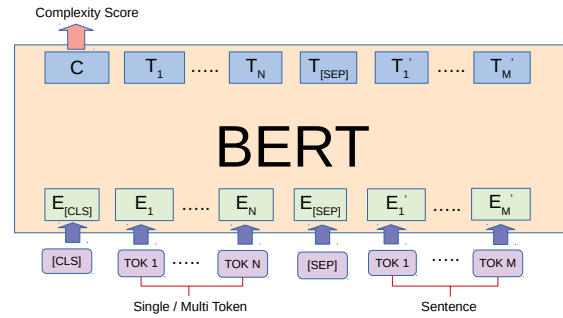 Complexity Score
C T1 ..... TN T[SEP] T1' ..... TM'
BERT
E[CLS] E1 ..... EN E[SEP] E1' ..... EM'
[CLS] TOK 1 ..... TOK N [SEP] TOK 1 ..... TOK M
Single / Multi Token Sentence